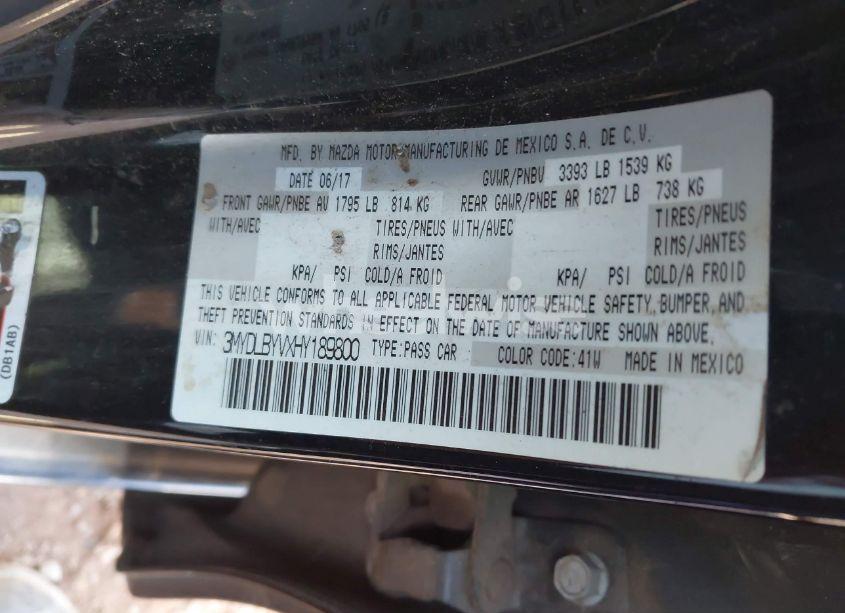 MFD. BY MAZDA MOTOR MANUFACTURING DE MEXICO S.A. DE C.V.
DATE 06/17 GVWR/PNBV 3393 LB 1539 KG
FRONT GAWR/PNBE AV 1795 LB 814 KG REAR GAWR/PNBE AR 1627 LB 738 KG
WITH/AVEC TIRES/PNEUS WITH/AVEC TIRES/PNEUS
RIMS/JANTES RIMS/JANTES
KPA/ PSI COLD/A FROID KPA/ PSI COLD/A FROID
THIS VEHICLE CONFORMS TO ALL APPLICABLE FEDERAL MOTOR VEHICLE SAFETY, BUMPER, AND
THEFT PREVENTION STANDARDS IN EFFECT ON THE DATE OF MANUFACTURE SHOWN ABOVE.
VIN: 3MYDLBYVXHY189800 TYPE:PASS CAR COLOR CODE:41W MADE IN MEXICO
(DB1AB)